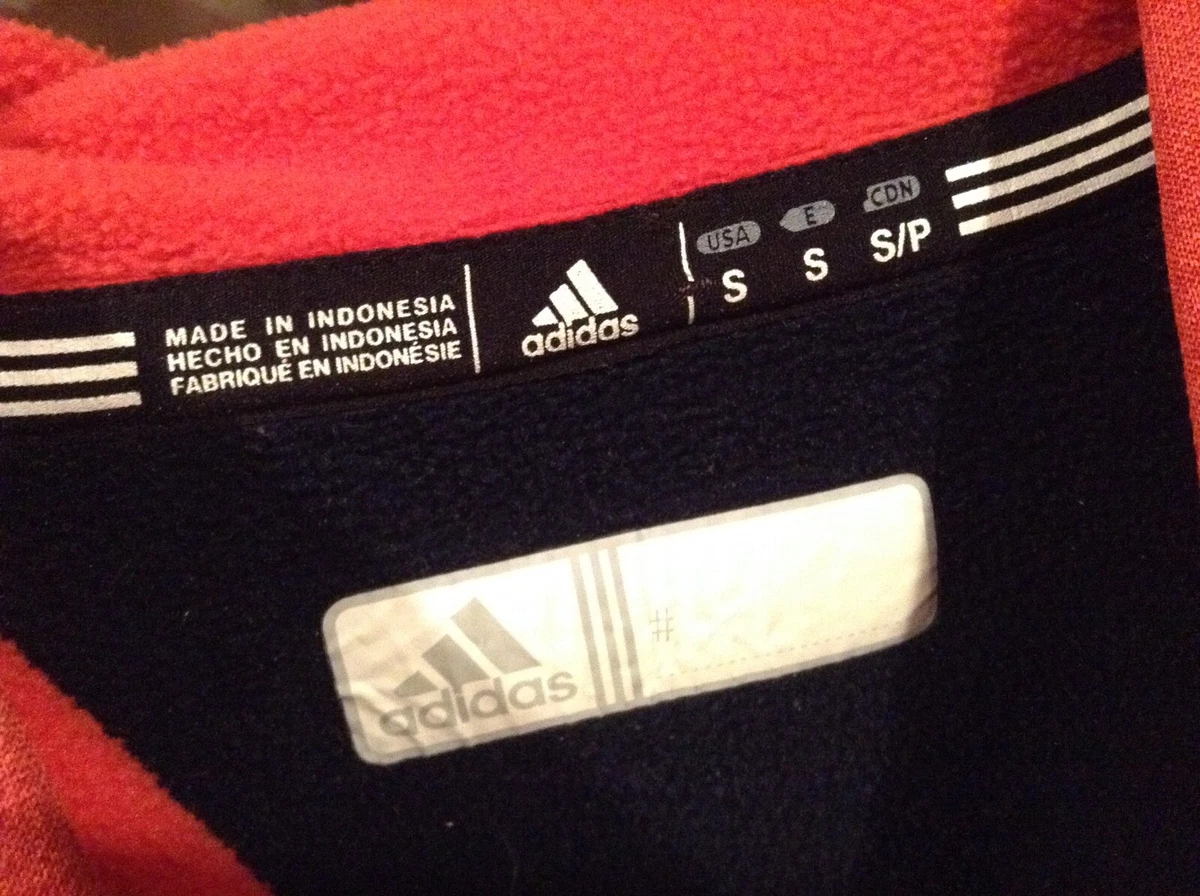 MADE IN INDONESIA
HECHO EN INDONESIA
FABRIQUÉ EN INDONÉSIE
adidas
USA E CDN
S S S/P
adidas
#